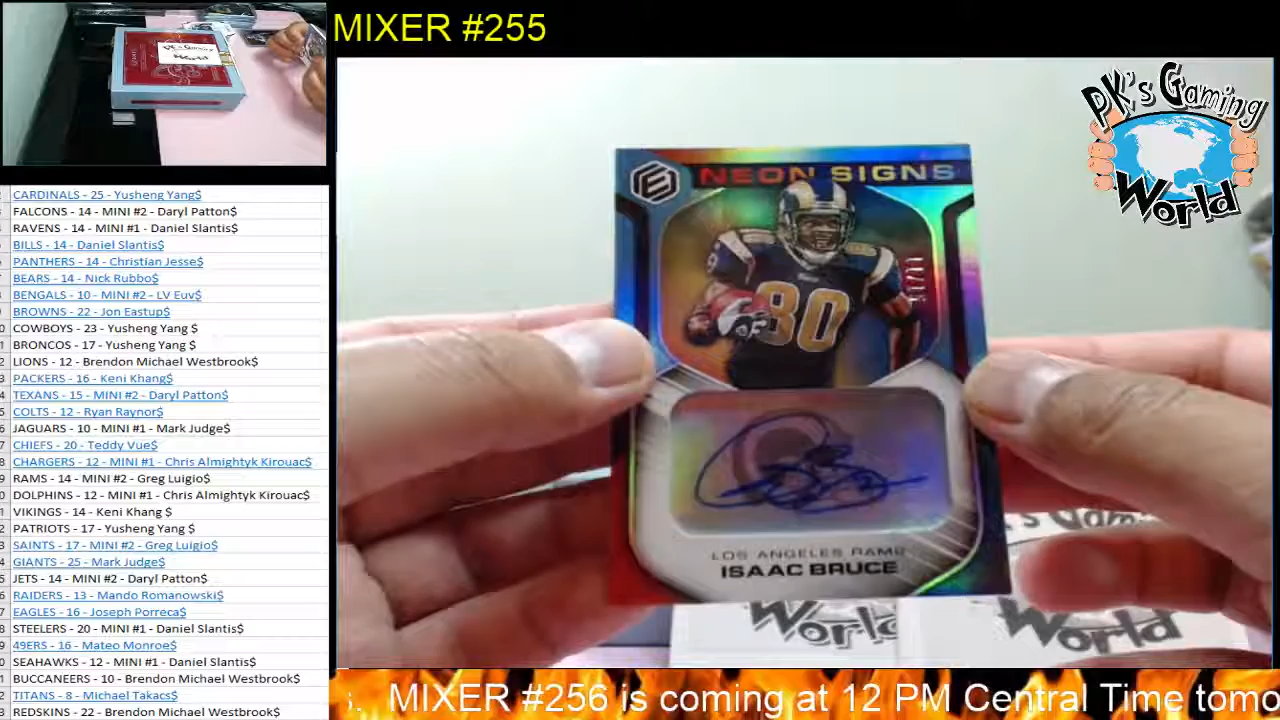 MIXER #255
PK's Gaming
World
CARDINALS - 25 - Yusheng Yang$
FALCONS - 14 - MINI #2 - Daryl Patton$
RAVENS - 14 - MINI #1 - Daniel Slantis$
BILLS - 14 - Daniel Slantis$
PANTHERS - 14 - Christian Jesse$
BEARS - 14 - Nick Rubbo$
BENGALS - 10 - MINI #2 - LV Euv$
BROWNS - 22 - Jon Eastup$
COWBOYS - 23 - Yusheng Yang $
BRONCOS - 17 - Yusheng Yang $
LIONS - 12 - Brendon Michael Westbrook$
PACKERS - 16 - Keni Khang$
TEXANS - 15 - MINI #2 - Daryl Patton$
COLTS - 12 - Ryan Raynor$
JAGUARS - 10 - MINI #1 - Mark Judge$
CHIEFS - 20 - Teddy Vue$
CHARGERS - 12 - MINI #1 - Chris Almightyk Kirouac$
RAMS - 14 - MINI #2 - Greg Luigio$
DOLPHINS - 12 - MINI #1 - Chris Almightyk Kirouac$
VIKINGS - 14 - Keni Khang $
PATRIOTS - 17 - Yusheng Yang $
SAINTS - 17 - MINI #2 - Greg Luigio$
GIANTS - 25 - Mark Judge$
JETS - 14 - MINI #2 - Daryl Patton$
RAIDERS - 13 - Mando Romanowski$
EAGLES - 16 - Joseph Porreca$
STEELERS - 20 - MINI #1 - Daniel Slantis$
49ERS - 16 - Mateo Monroe$
SEAHAWKS - 12 - MINI #1 - Daniel Slantis$
BUCCANEERS - 10 - Brendon Michael Westbrook$
TITANS - 8 - Michael Takacs$
REDSKINS - 22 - Brendon Michael Westbrook$
E NEON SIGNS
80
LOS ANGELES RAMS
ISAAC BRUCE
World
World
MIXER #256 is coming at 12 PM Central Time tomo